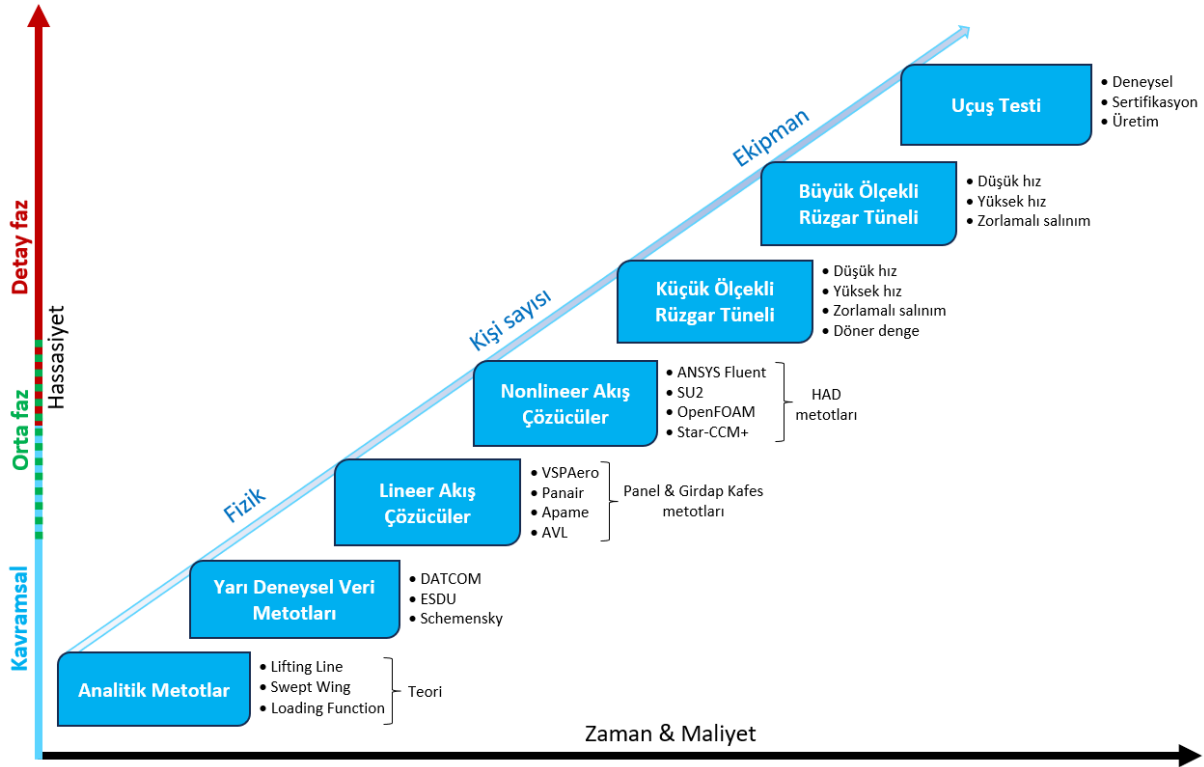 Uçuş Testi
• Deneysel
• Sertifikasyon
• Üretim
Ekipman
Büyük Ölçekli
Rüzgar Tüneli
• Düşük hız
• Yüksek hız
• Zorlamalı salınım
Detay faz
Hassasiyet
Küçük Ölçekli
Rüzgar Tüneli
• Düşük hız
• Yüksek hız
• Zorlamalı salınım
• Döner denge
Kişi sayısı
Nonlineer Akış
Çözücüler
• ANSYS Fluent
• SU2
• OpenFOAM
• Star-CCM+
HAD
metotları
Orta faz
Lineer Akış
Çözücüler
• VSPAero
• Panair
• Apame
• AVL
Panel & Girdap Kafes
metotları
Fizik
Yarı Deneysel Veri
Metotları
• DATCOM
• ESDU
• Schemensky
Kavramsal
Analitik Metotlar
• Lifting Line
• Swept Wing
• Loading Function
Teori
Zaman & Maliyet